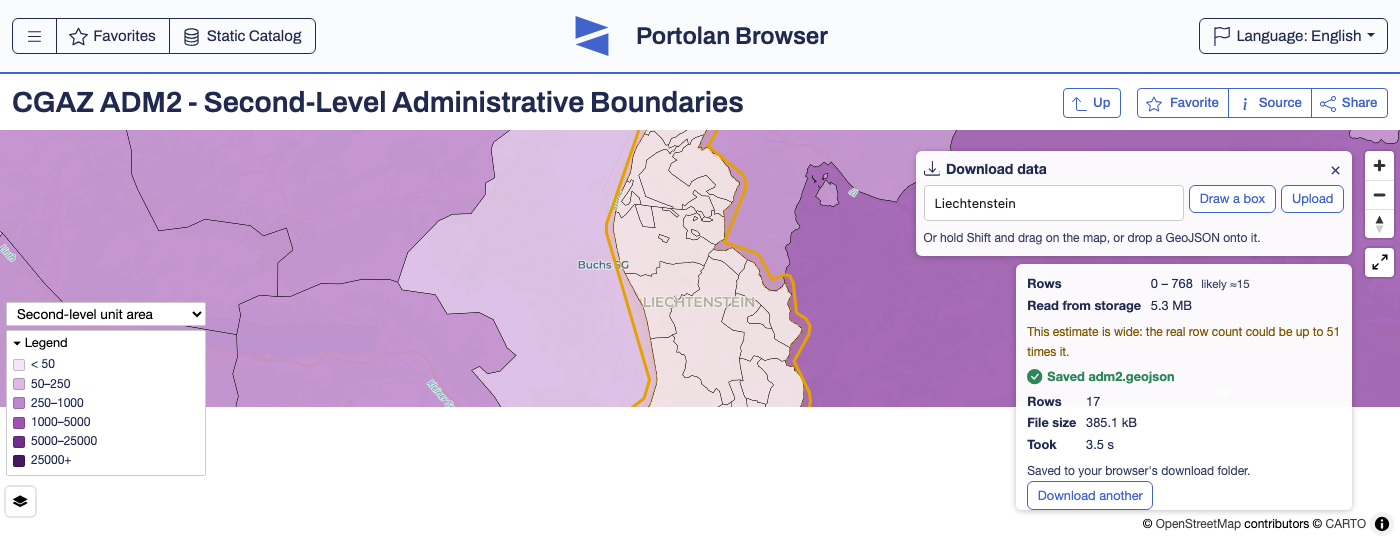 Favorites
Static Catalog
Portolan Browser
Language: English
CGAZ ADM2 - Second-Level Administrative Boundaries
Up
Favorite
Source
Share
Download data
Liechtenstein
Draw a box
Upload
Or hold Shift and drag on the map, or drop a GeoJSON onto it.
Buchs SG
LIECHTENSTEIN
Rows 0 – 768 likely ≈15
Read from storage 5.3 MB
This estimate is wide: the real row count could be up to 51
times it.
Saved adm2.geojson
Rows 17
File size 385.1 kB
Took 3.5 s
Saved to your browser's download folder.
Download another
Second-level unit area
Legend
< 50
50–250
250–1000
1000–5000
5000–25000
25000+
Linth
Ill
© OpenStreetMap contributors © CARTO